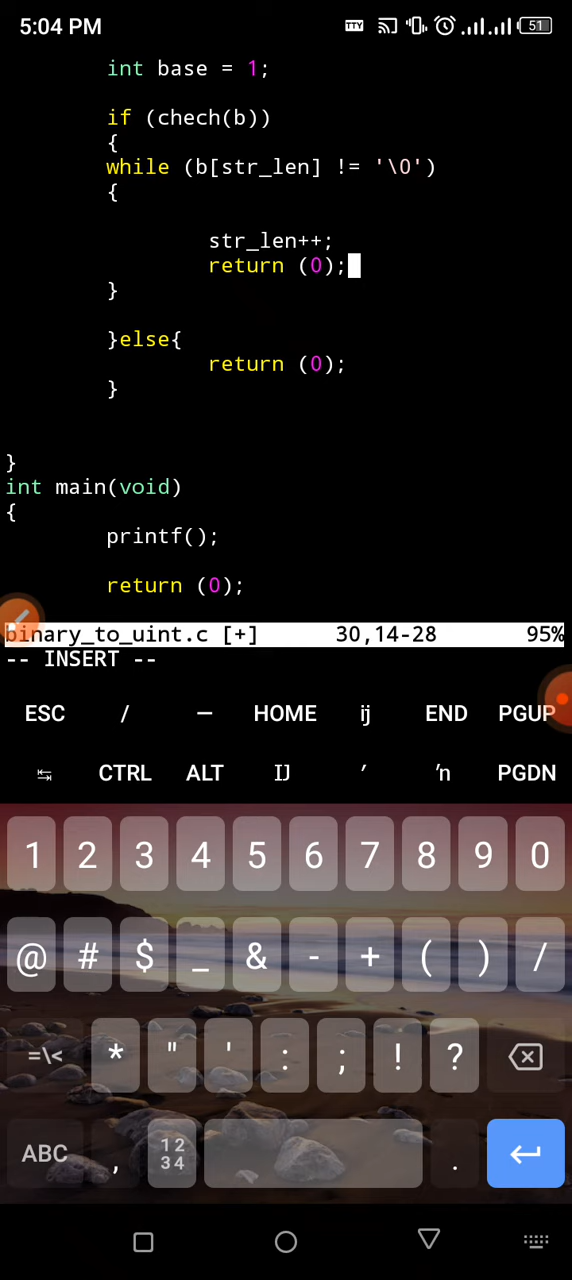 5:04 PM TTY 51
int base = 1;
if (chech(b))
{
while (b[str_len] != '\0')
{
str_len++;
return (0);
}
}else{
return (0);
}
}
int main(void)
{
printf();
return (0);
binary_to_uint.c [+] 30,14-28 95%
-- INSERT --
ESC / — HOME ĳ END PGUP
↹ CTRL ALT Ĳ ′ ŉ PGDN
1 2 3 4 5 6 7 8 9 0
@ # $ _ & - + ( ) /
=\< * " ' : ; ! ?
ABC , 12 .
34